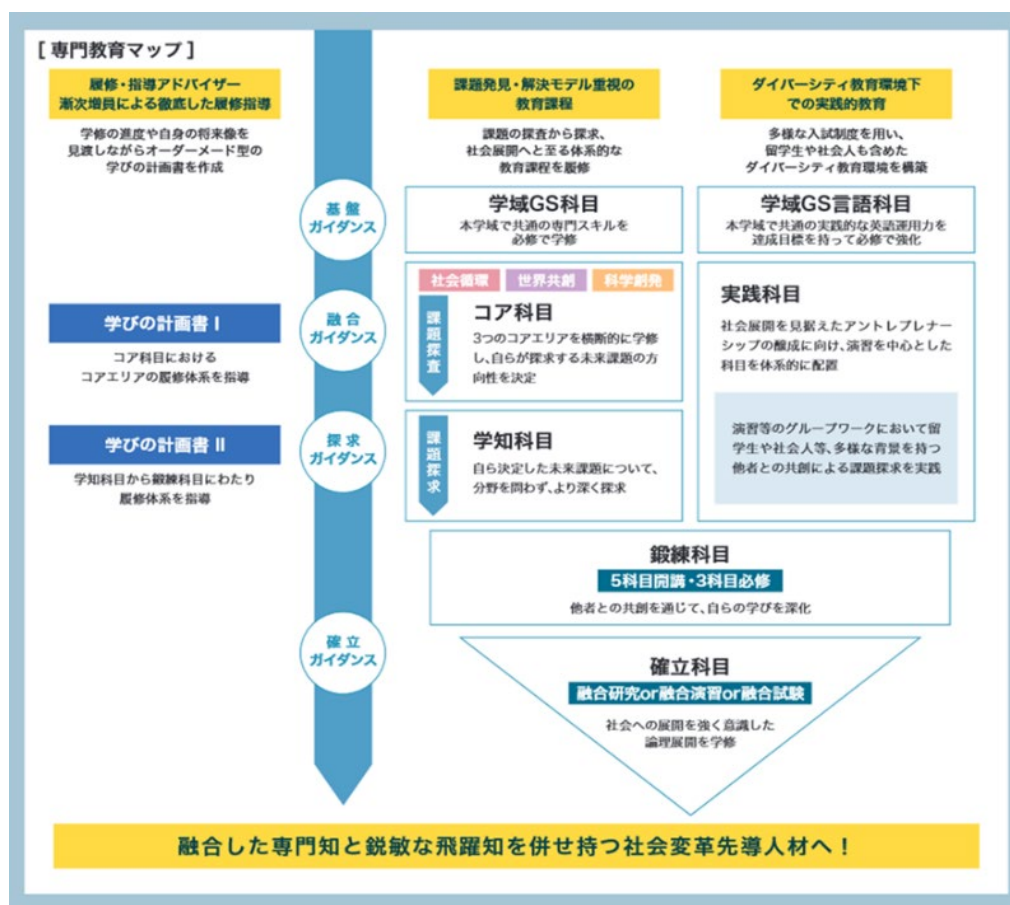 [専門教育マップ]
履修・指導アドバイザー
漸次増員による徹底した履修指導
学修の進度や自身の将来像を
見渡しながらオーダーメード型の
学びの計画書を作成
課題発見・解決モデル重視の
教育課程
課題の探査から探求、
社会展開へと至る体系的な
教育課程を履修
ダイバーシティ教育環境下
での実践的教育
多様な入試制度を用い、
留学生や社会人も含めた
ダイバーシティ教育環境を構築
基盤
ガイダンス
学域GS科目
本学域で共通の専門スキルを
必修で学修
学域GS言語科目
本学域で共通の実践的な英語運用力を
達成目標を持って必修で強化
学びの計画書 I
コア科目における
コアエリアの履修体系を指導
融合
ガイダンス
社会循環
世界共創
科学創発
課題探査
コア科目
3つのコアエリアを横断的に学修
し、自らが探求する未来課題の方
向性を決定
実践科目
社会展開を見据えたアントレプレナー
シップの醸成に向け、演習を中心とした
科目を体系的に配置
演習等のグループワークにおいて留
学生や社会人等、多様な背景を持つ
他者との共創による課題探求を実践
学びの計画書 II
学知科目から鍛練科目にわたり
履修体系を指導
探求
ガイダンス
課題探求
学知科目
自ら決定した未来課題について、
分野を問わず、より深く探求
鍛練科目
5科目開講・3科目必修
他者との共創を通じて、自らの学びを深化
確立
ガイダンス
確立科目
融合研究or融合演習or融合試験
社会への展開を強く意識した
論理展開を学修
融合した専門知と鋭敏な飛躍知を併せ持つ社会変革先導人材へ！